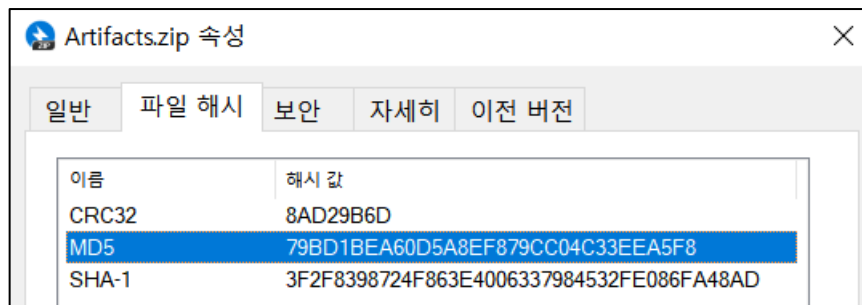 Artifacts.zip 속성
일반 파일 해시 보안 자세히 이전 버전
이름 해시 값
CRC32 8AD29B6D
MD5 79BD1BEA60D5A8EF879CC04C33EEA5F8
SHA-1 3F2F8398724F863E4006337984532FE086FA48AD